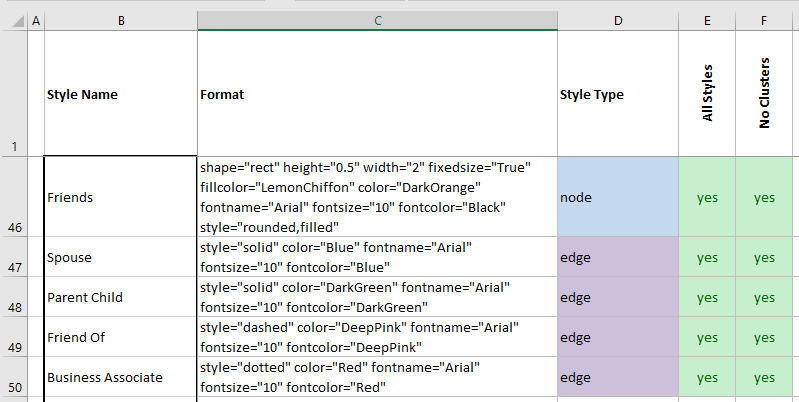 A B C D E F
1 Style Name Format Style Type All Styles No Clusters
shape="rect" height="0.5" width="2" fixedsize="True"
fillcolor="LemonChiffon" color="DarkOrange"
46 Friends fontname="Arial" fontsize="10" fontcolor="Black" node yes yes
style="rounded,filled"
style="solid" color="Blue" fontname="Arial"
47 Spouse fontsize="10" fontcolor="Blue" edge yes yes
style="solid" color="DarkGreen" fontname="Arial"
48 Parent Child fontsize="10" fontcolor="DarkGreen" edge yes yes
style="dashed" color="DeepPink" fontname="Arial"
49 Friend Of fontsize="10" fontcolor="DeepPink" edge yes yes
style="dotted" color="Red" fontname="Arial"
50 Business Associate fontsize="10" fontcolor="Red" edge yes yes